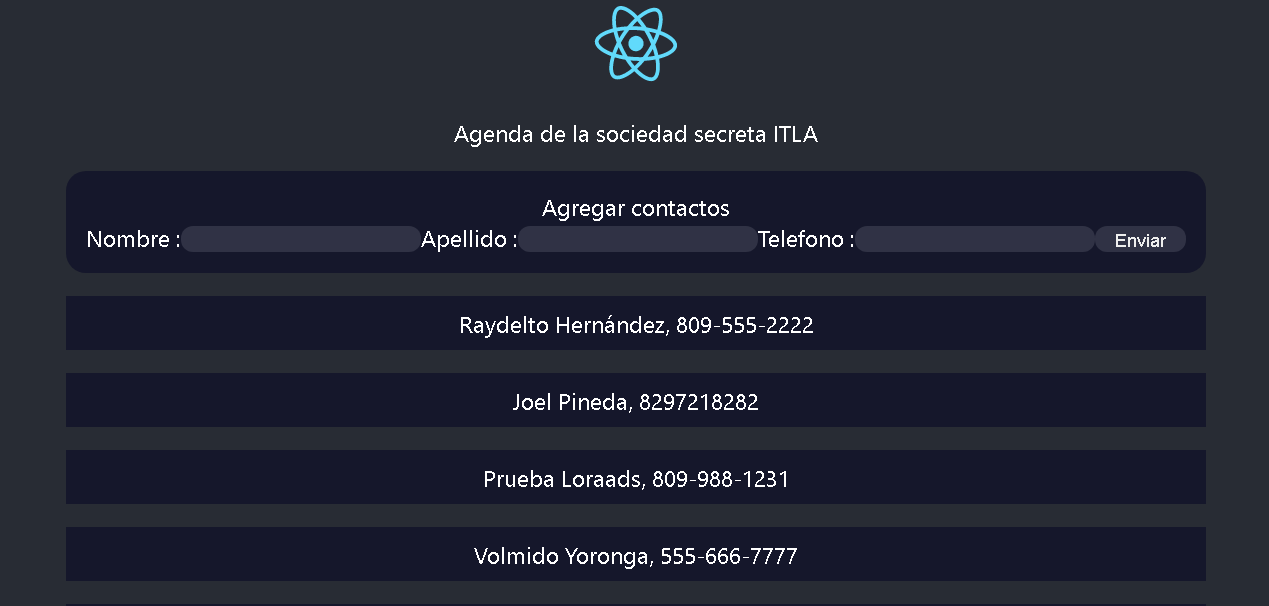 Agenda de la sociedad secreta ITLA
Agregar contactos
Nombre : Apellido : Telefono : Enviar
Raydelto Hernández, 809-555-2222
Joel Pineda, 8297218282
Prueba Loraads, 809-988-1231
Volmido Yoronga, 555-666-7777